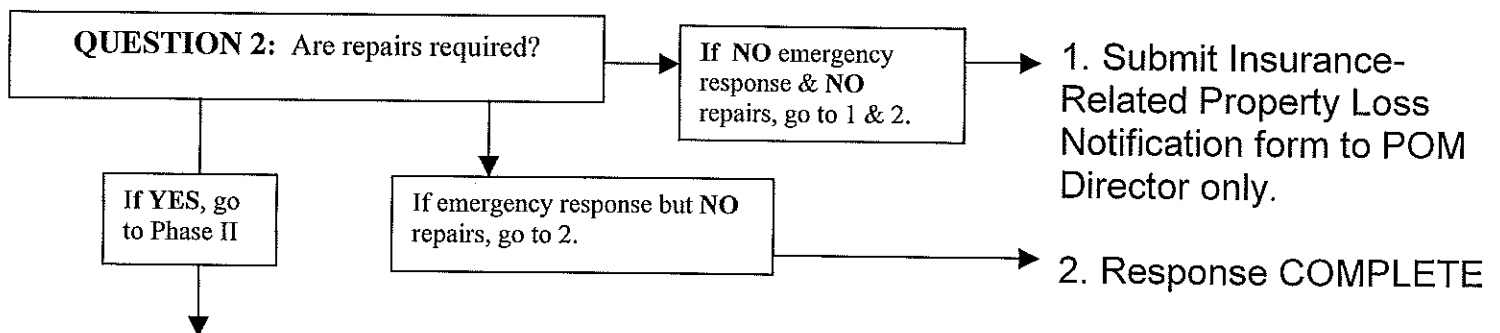 QUESTION 2: Are repairs required?
If NO emergency
response & NO
repairs, go to 1 & 2.
1. Submit Insurance-
Related Property Loss
Notification form to POM
Director only.
If YES, go
to Phase II
If emergency response but NO
repairs, go to 2.
2. Response COMPLETE